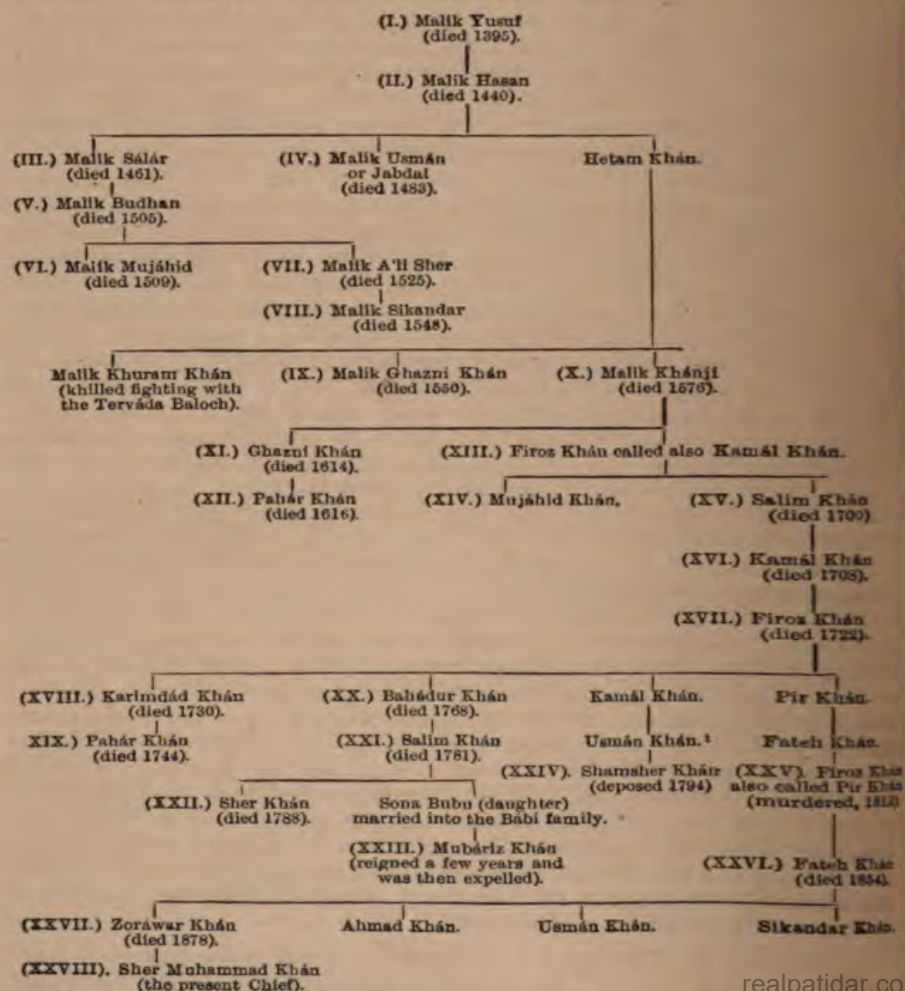 (I.) Malik Yusuf
(died 1395).
(II.) Malik Hasan
(died 1440).
(III.) Malik Sálár
(died 1461).
(IV.) Malik Usmán
or Jabdal
(died 1483).
Hetam Khán.
(V.) Malik Budhan
(died 1505).
(VI.) Malik Mujáhid
(died 1509).
(VII.) Malik A'li Sher
(died 1525).
(VIII.) Malik Sikandar
(died 1548).
Malik Khuram Khán
(khilled fighting with
the Terváda Baloch).
(IX.) Malik Ghazni Khán
(died 1550).
(X.) Malik Khánji
(died 1576).
(XI.) Ghazni Khán
(died 1614).
(XIII.) Firoz Khán called also Kamál Khán.
(XII.) Pahár Khán
(died 1616).
(XIV.) Mujáhid Khán.
(XV.) Salim Khán
(died 1700)
(XVI.) Kamál Khán
(died 1708).
(XVII.) Firoz Khán
(died 1722).
(XVIII.) Karimdád Khán
(died 1730).
(XX.) Bahádur Khán
(died 1768).
Kamál Khán.
Pir Khán.
XIX.) Pahár Khán
(died 1744).
(XXI.) Salim Khán
(died 1781).
Usmán Khán.¹
Fateh Khán.
(XXIV). Shamsher Khán
(deposed 1794)
(XXV). Firoz Khán
also called Pir Khán
(murdered,
(XXII.) Sher Khán
(died 1788).
Sona Bubu (daughter)
married into the Bábi family.
(XXIII.) Mubáriz Khán
(reigned a few years and
was then expelled).
(XXVI.) Fateh Khán
(died 1854).
(XXVII.) Zoráwar Khán
(died 1878).
Ahmad Khán.
Usmán Khán.
Sikandar Khán.
(XXVIII). Sher Muhammad Khán
(the present Chief).
realpatidar.co